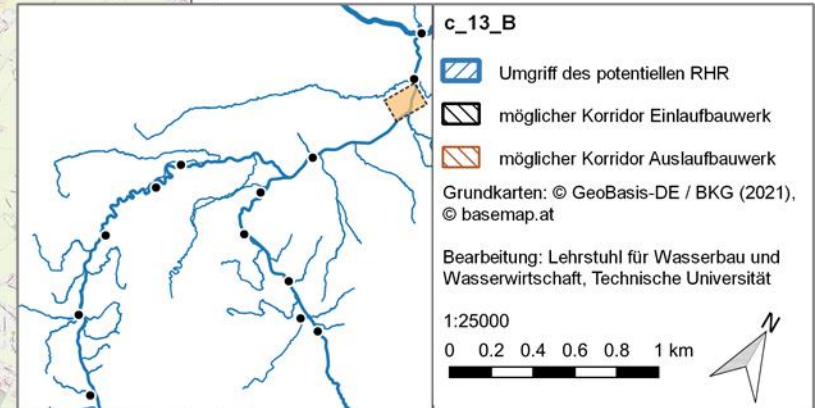 c_13_B
Umgriff des potentiellen RHR
möglicher Korridor Einlaufbauwerk
möglicher Korridor Auslaufbauwerk
Grundkarten: © GeoBasis-DE / BKG (2021),
© basemap.at
Bearbeitung: Lehrstuhl für Wasserbau und
Wasserwirtschaft, Technische Universität
1:25000
0 0.2 0.4 0.6 0.8 1 km
N